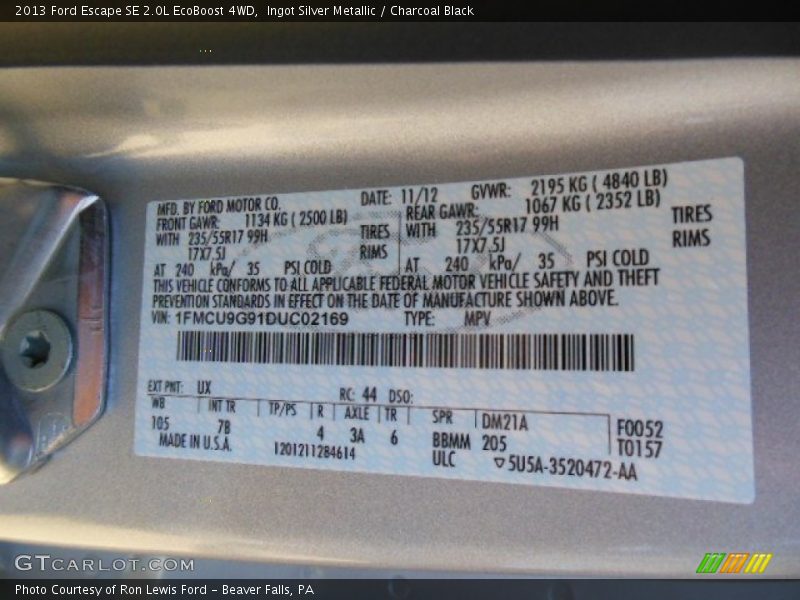 2013 Ford Escape SE 2.0L EcoBoost 4WD,  Ingot Silver Metallic / Charcoal Black
MFD. BY FORD MOTOR CO. DATE: 11/12 GVWR: 2195 KG ( 4840 LB)
FRONT GAWR: 1134 KG ( 2500 LB) REAR GAWR: 1067 KG ( 2352 LB)
WITH 235/55R17 99H TIRES WITH 235/55R17 99H TIRES
17X7.5J RIMS 17X7.5J RIMS
AT 240 kPa/ 35 PSI COLD AT 240 kPa/ 35 PSI COLD
THIS VEHICLE CONFORMS TO ALL APPLICABLE FEDERAL MOTOR VEHICLE SAFETY AND THEFT
PREVENTION STANDARDS IN EFFECT ON THE DATE OF MANUFACTURE SHOWN ABOVE.
VIN: 1FMCU9G91DUC02169 TYPE: MPV
EXT PNT: UX RC: 44 DSO:
WB INT TR TP/PS R AXLE TR SPR DM21A F0052
105 7B 4 3A 6 BBMM 205 T0157
MADE IN U.S.A. 1201211284614 ULC ▽5U5A-3520472-AA
GTCARLOT.COM
Photo Courtesy of Ron Lewis Ford – Beaver Falls, PA